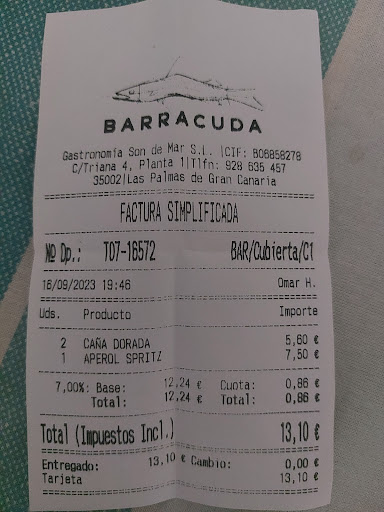 BARRACUDA
Gastronomía Son de Mar S.L. |CIF: B06858278
C/Triana 4, Planta 1|Tlfn: 928 635 457
35002|Las Palmas de Gran Canaria
FACTURA SIMPLIFICADA
Nº Dp.: T07-16572 BAR/Cubierta/C1
16/09/2023 19:46 Omar H.
Uds. Producto Importe
2 CAÑA DORADA 5,60 €
1 APEROL SPRITZ 7,50 €
7,00%: Base: 12,24 € Cuota: 0,86 €
Total: 12,24 € Total: 0,86 €
Total (Impuestos Incl.) 13,10 €
Entregado: 13,10 € Cambio: 0,00 €
Tarjeta 13,10 €